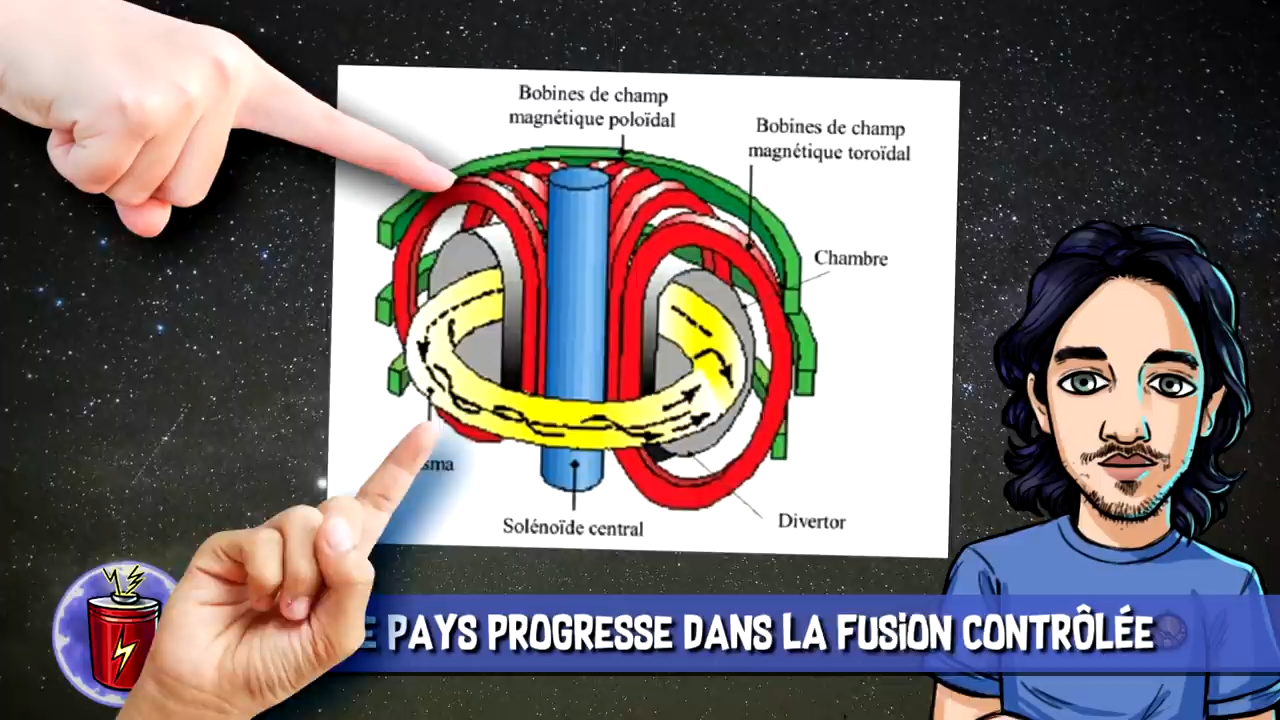 Bobines de champ
magnétique poloïdal
Bobines de champ
magnétique toroïdal
Chambre
Solénoïde central
Divertor
PAYS PROGRESSE DANS LA FUSION CONTRÔLÉE